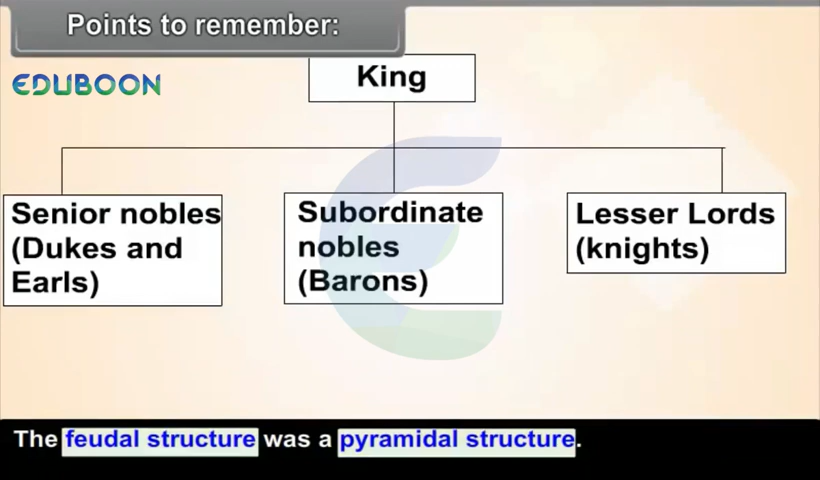 Points to remember:
EDUBOON
King
Senior nobles
(Dukes and
Earls)
Subordinate
nobles
(Barons)
Lesser Lords
(knights)
The feudal structure was a pyramidal structure.